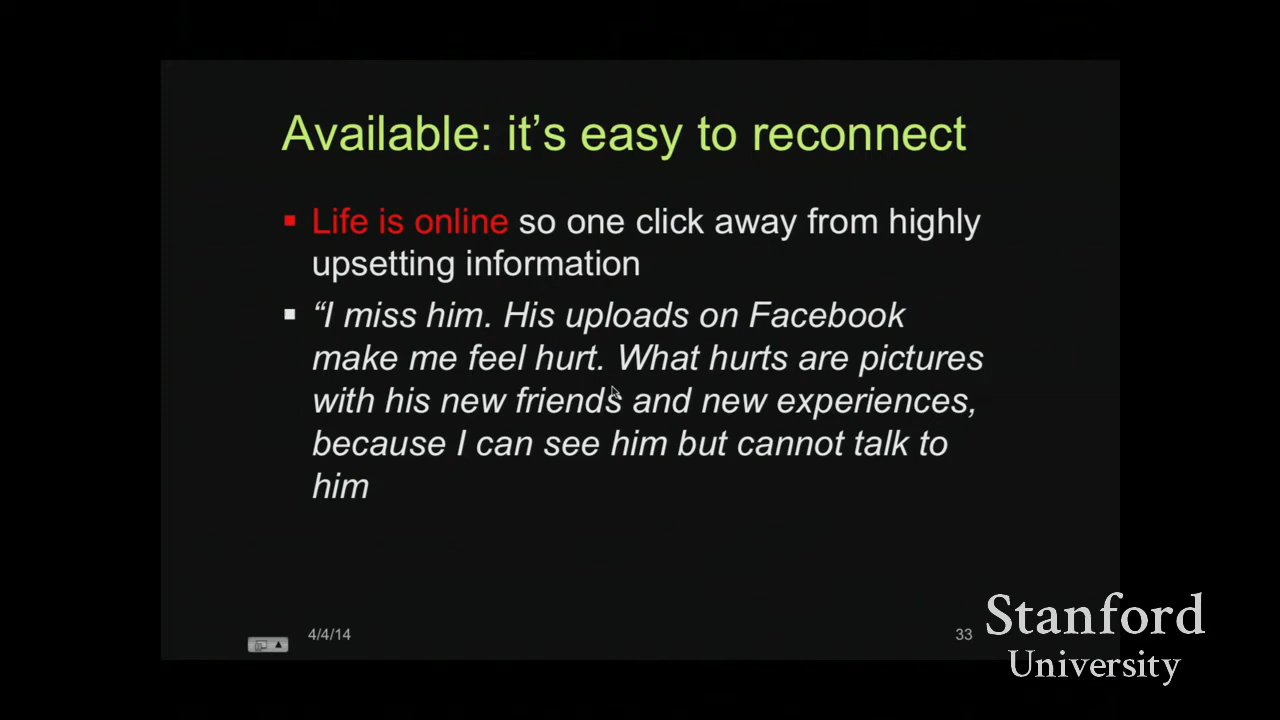 Available: it's easy to reconnect
▪ Life is online so one click away from highly
upsetting information
▪ “I miss him. His uploads on Facebook
make me feel hurt. What hurts are pictures
with his new friends and new experiences,
because I can see him but cannot talk to
him
4/4/14
33
Stanford
University